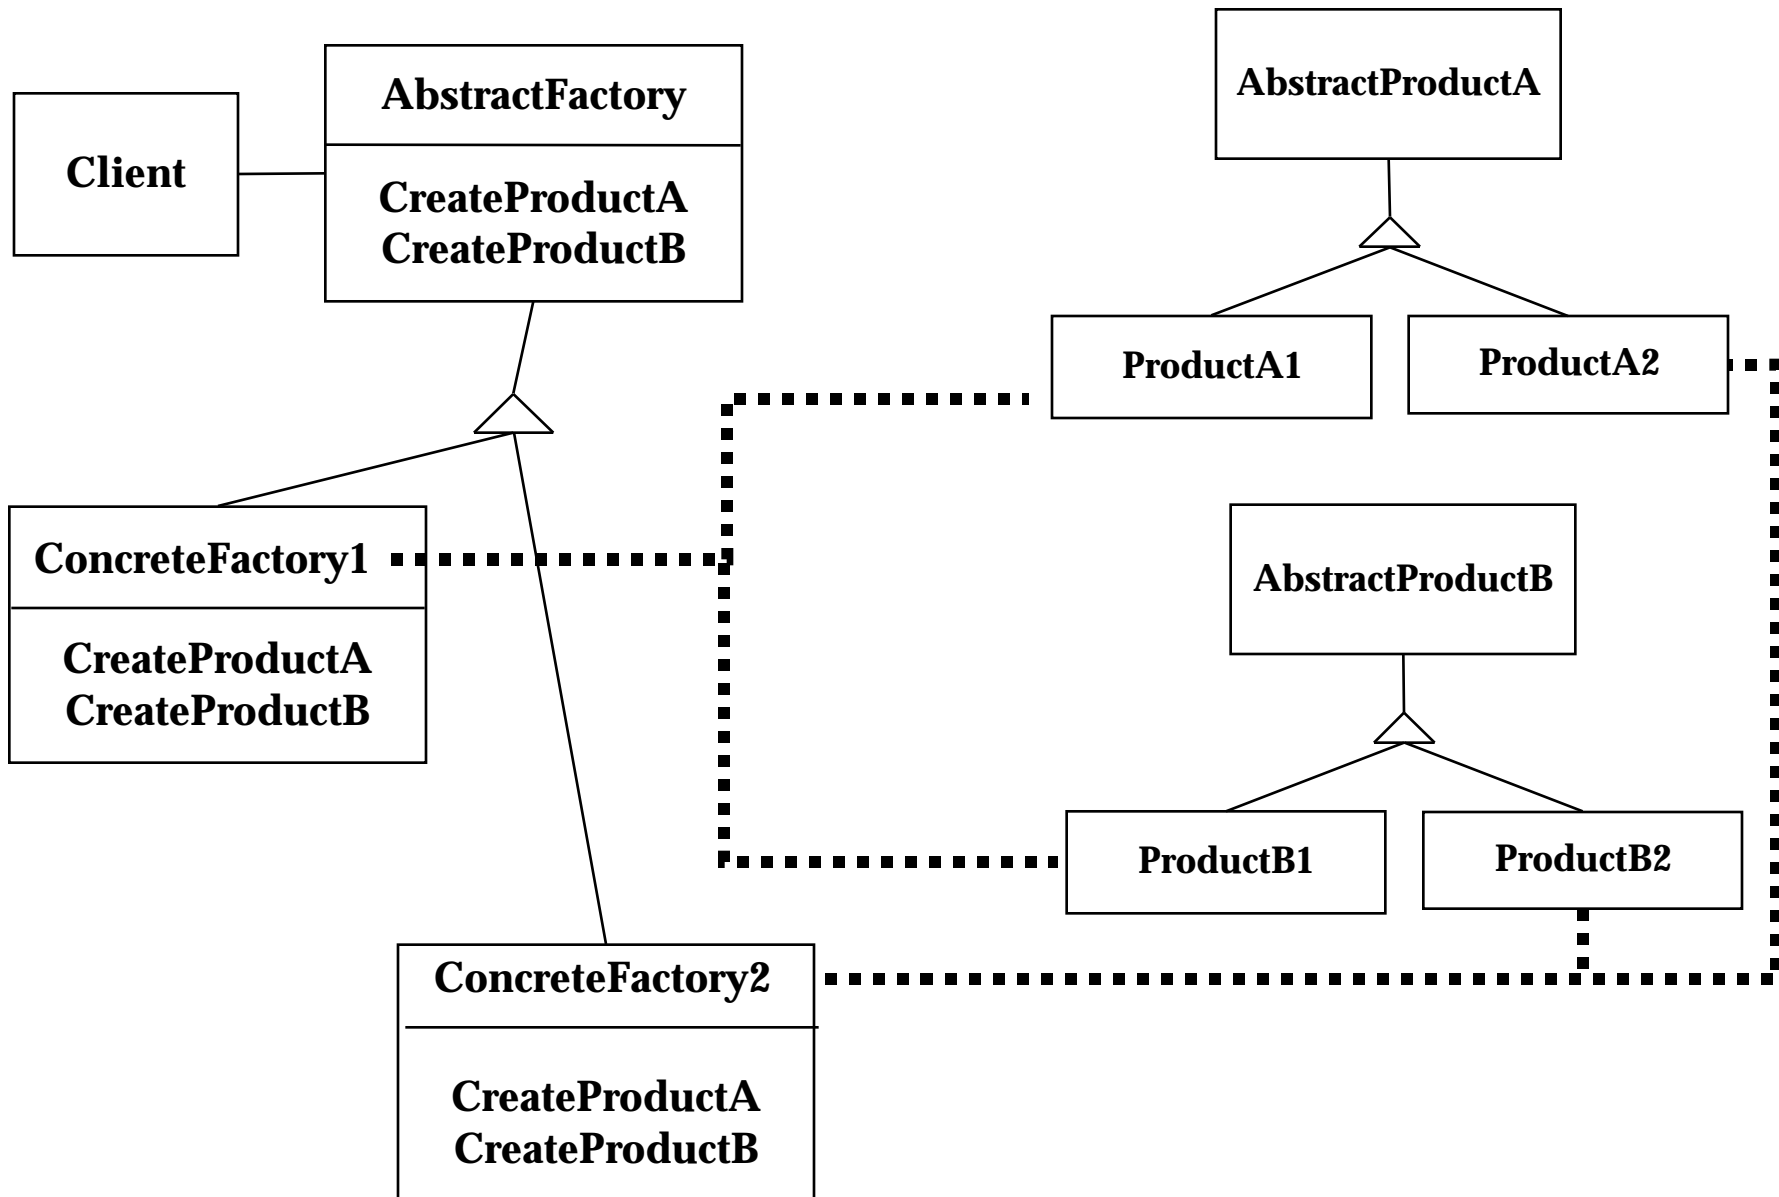 AbstractFactory
CreateProductA
CreateProductB
Client
AbstractProductA
ProductA1
ProductA2
ConcreteFactory1
CreateProductA
CreateProductB
AbstractProductB
ProductB1
ProductB2
ConcreteFactory2
CreateProductA
CreateProductB